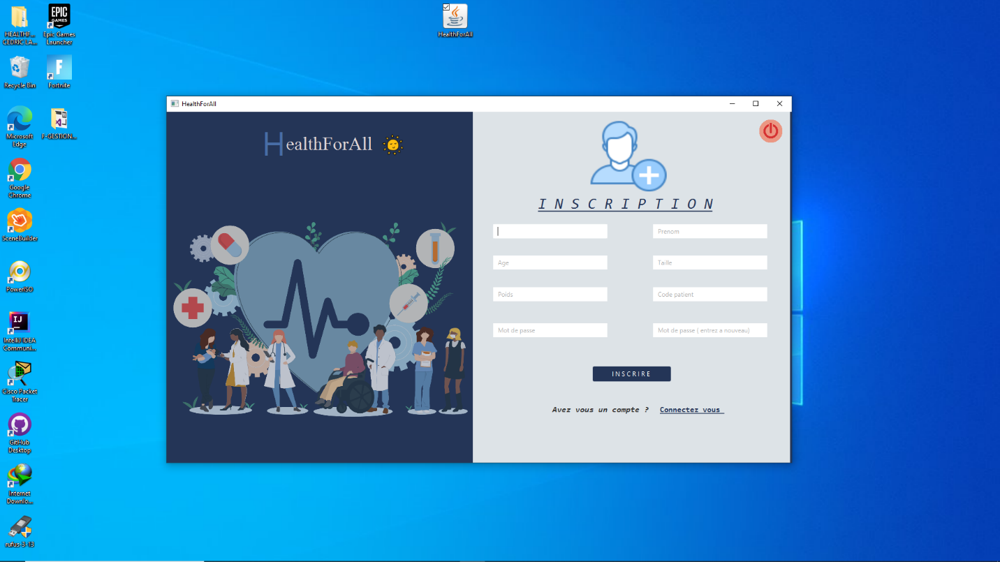 HEALTHF...
CEDRIC LA...
Epic Games
Launcher
EPIC
GAMES
HealthForAll
Recycle Bin
F
Fortnite
Microsoft
Edge
F-GESTION...
Google
Chrome
SceneBuilder
PowerISO
IJ
IntelliJ IDEA
Communi...
Cisco Packet
Tracer
GitHub
Desktop
Internet
Downlo...
rufus-3-13
HealthForAll
HealthForAll
INSCRIPTION
Prenom
Age
Taille
Poids
Code patient
Mot de passe
Mot de passe ( entrez a nouveau)
INSCRIRE
Avez vous un compte ? Connectez vous